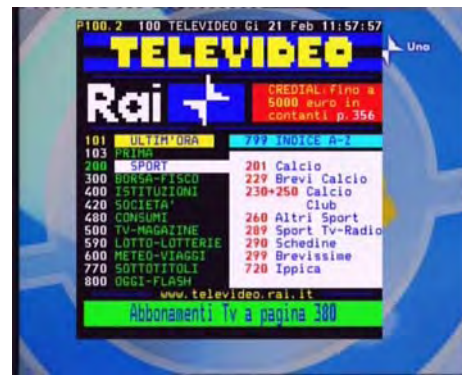 P100.2 100 TELEVIDEO Gi 21 Feb 11:57:57
TELEVIDEO
Uno
Rai
CREDIAL: Fino a
5000 euro in
contanti p.356
101 ULTIM'ORA
103 PRIMA
200 SPORT
300 BORSA-FISCO
400 ISTITUZIONI
420 SOCIETA'
480 CONSUMI
500 TV-MAGAZINE
590 LOTTO-LOTTERIE
600 METEO-VIAGGI
770 SOTTOTITOLI
800 OGGI-FLASH
799 INDICE A-Z
201 Calcio
229 Brevi Calcio
230+250 Calcio
Club
260 Altri Sport
289 Sport Tv-Radio
290 Schedine
299 Brevissime
720 Ippica
www.televideo.rai.it
Abbonamenti Tv a pagina 380